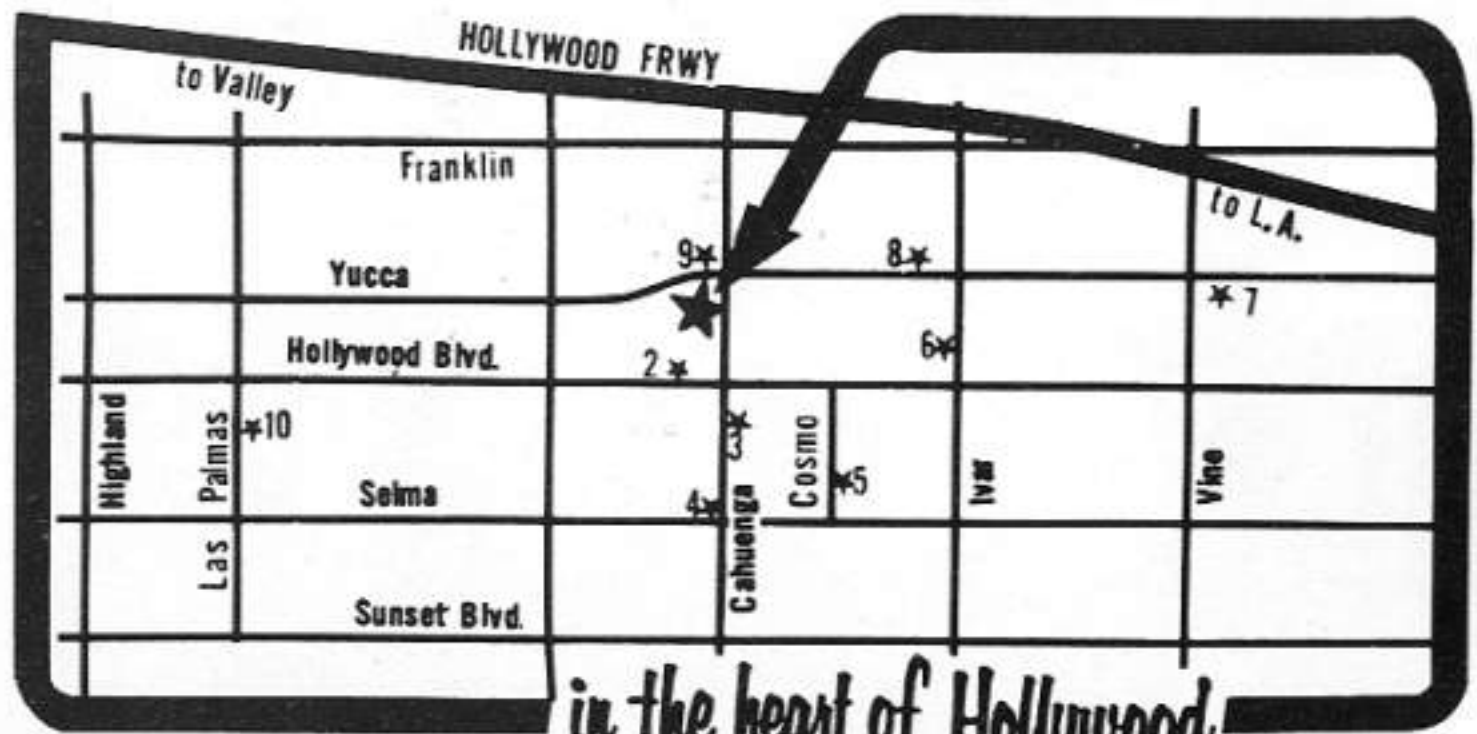 HOLLYWOOD FRWY
to Valley
Franklin
to L.A.
9
8
Yucca
7
Hollywood Blvd.
2
6
Highland
Las Palmas
10
3
Cosmo
5
Selma
4
Cahuenga
Ivar
Vine
Sunset Blvd.
in the heart of Hollywood